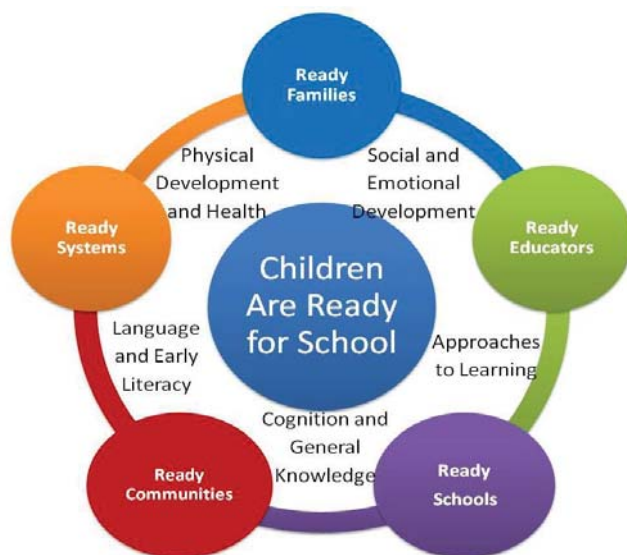 Ready
Families
Physical
Development
and Health
Social and
Emotional
Development
Ready
Systems
Ready
Educators
Children
Are Ready
for School
Language
and Early
Literacy
Approaches
to Learning
Cognition and
General
Knowledge
Ready
Communities
Ready
Schools